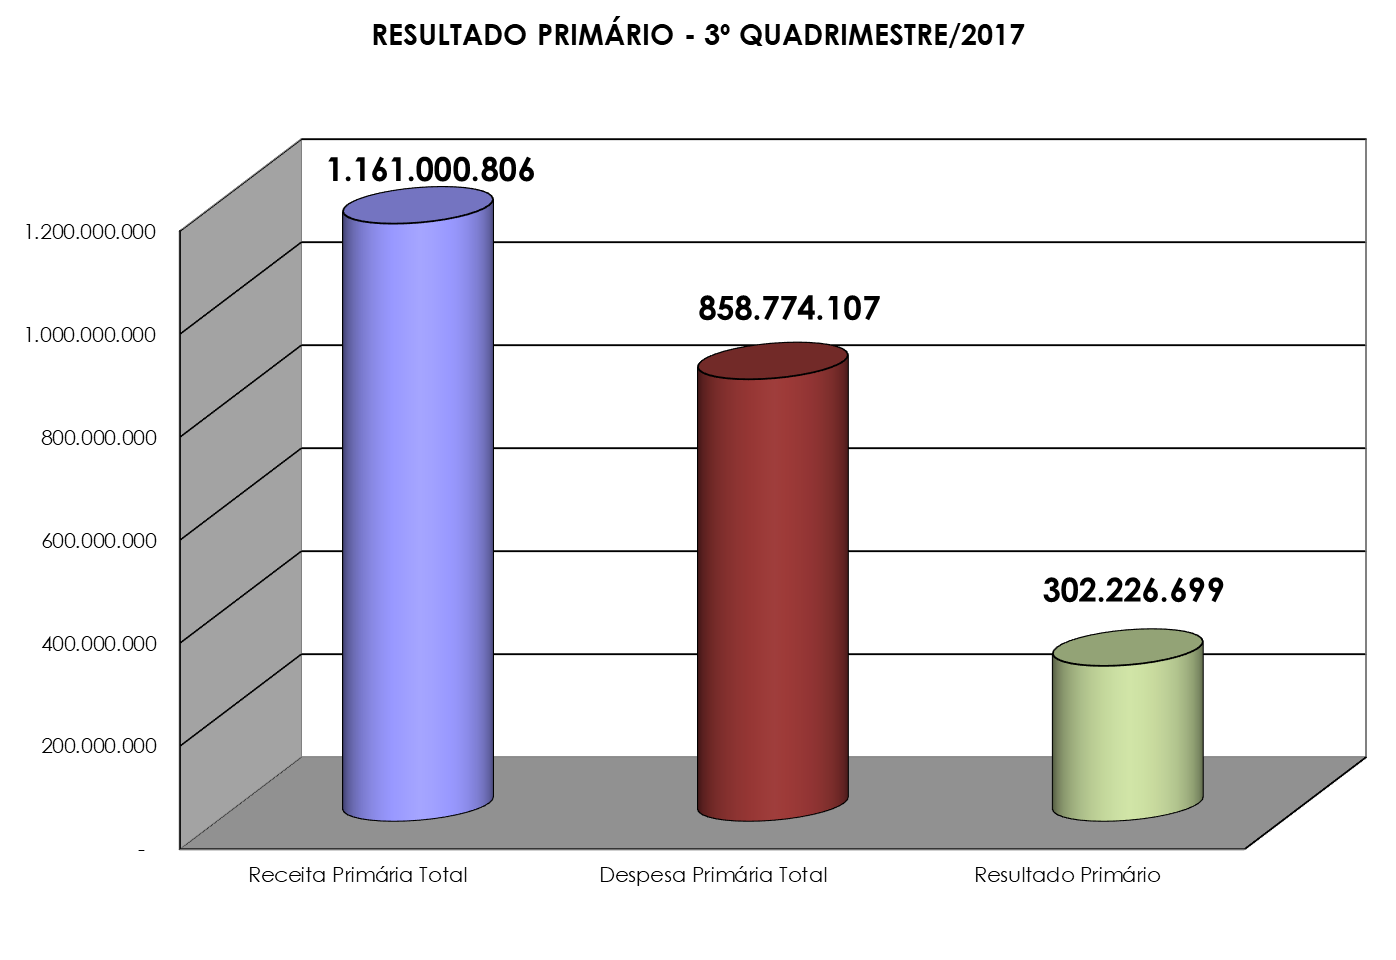 RESULTADO PRIMÁRIO - 3º QUADRIMESTRE/2017
1.161.000.806
1.200.000.000
858.774.107
1.000.000.000
800.000.000
600.000.000
302.226.699
400.000.000
200.000.000
-
Receita Primária Total
Despesa Primária Total
Resultado Primário